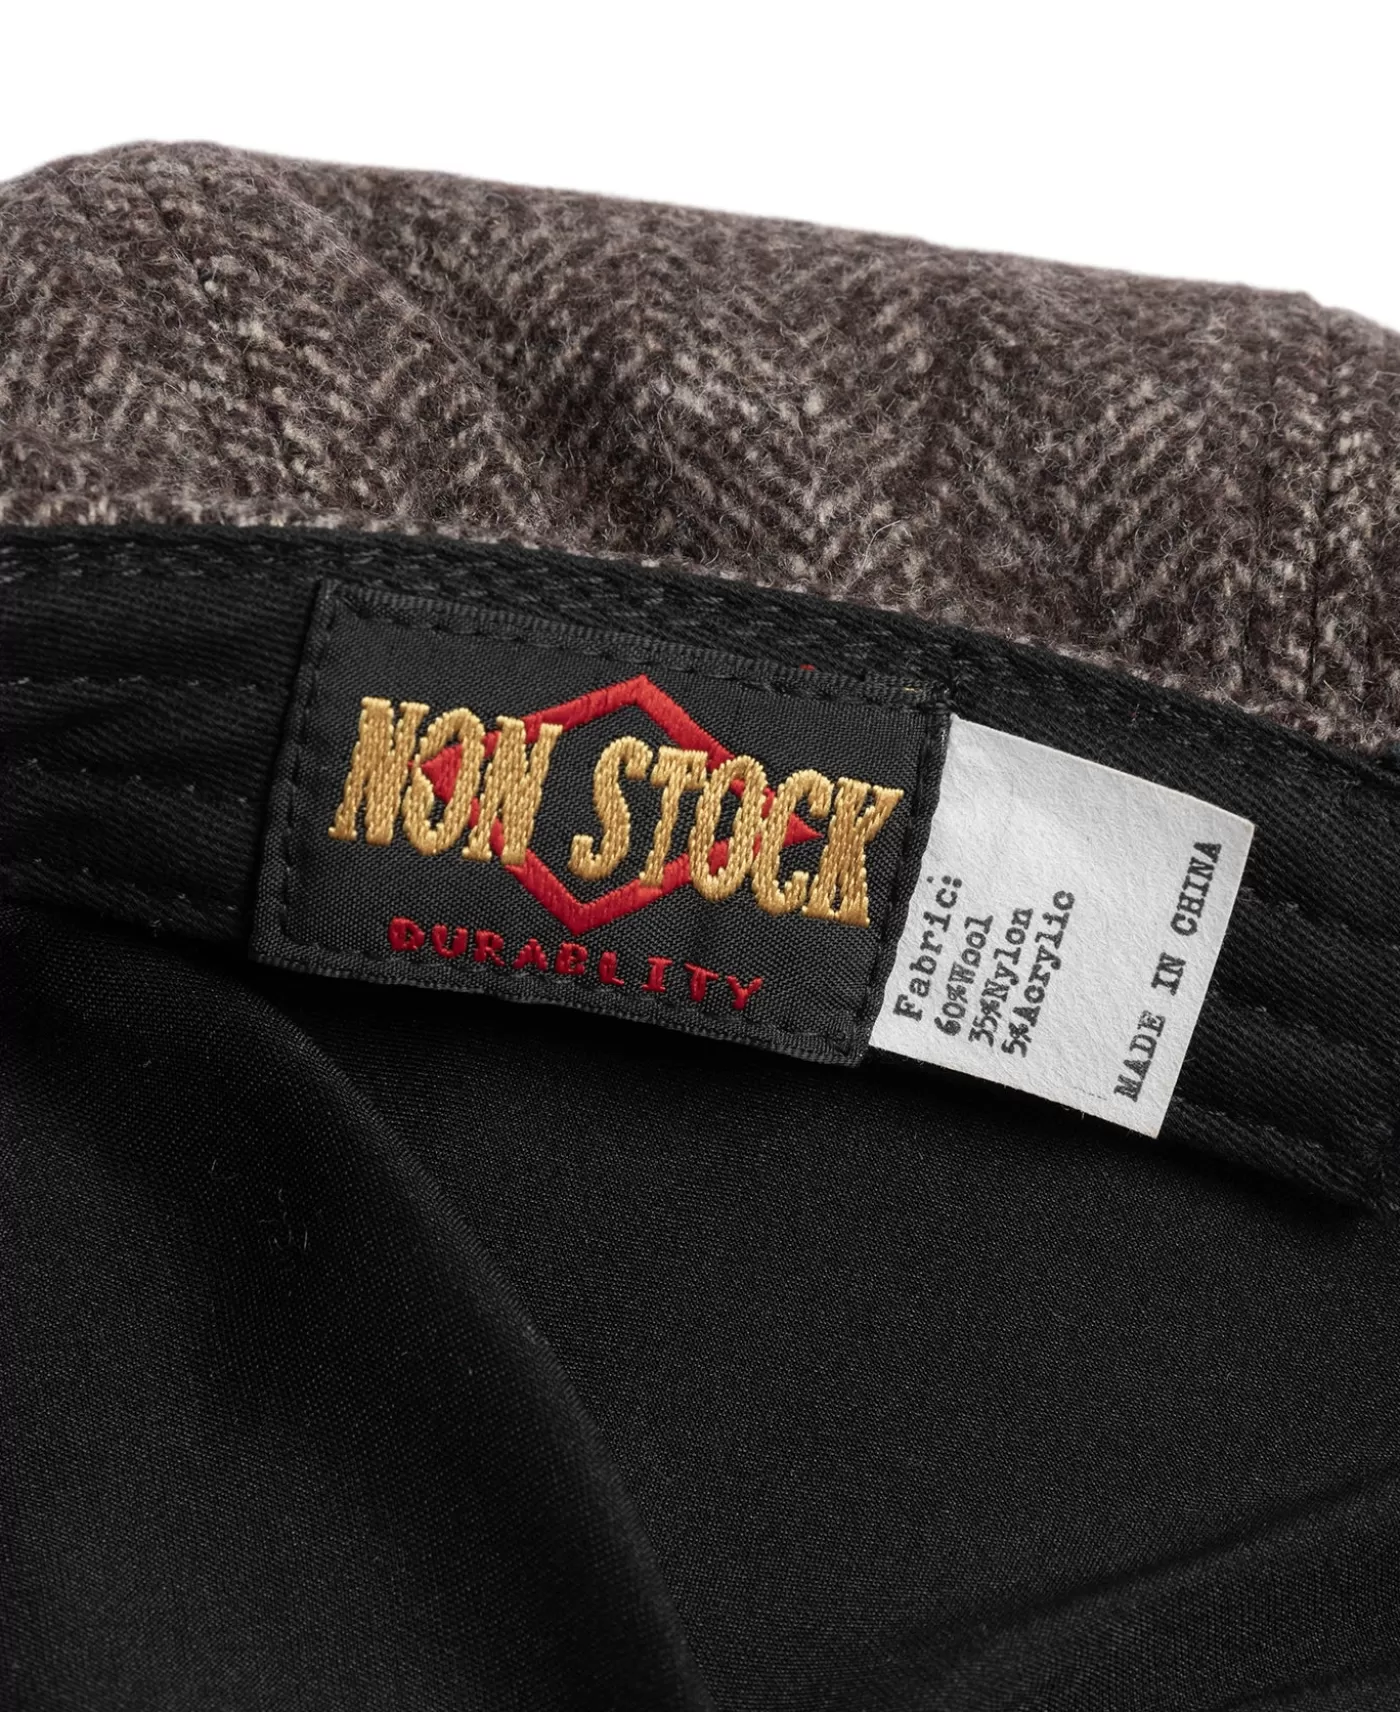 NON STOCK
DURABLITY
Fabric:
60%Wool
35%Nylon
5%Acrylic
MADE IN CHINA